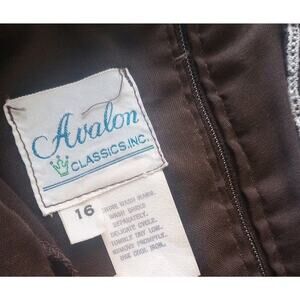 Avalon
CLASSICS, INC.
16
MACHINE WASH WARM.
WASH DARKS
SEPARATELY.
DELICATE CYCLE.
TUMBLE DRY LOW.
REMOVE PROMPTLY.
USE COOL IRON.